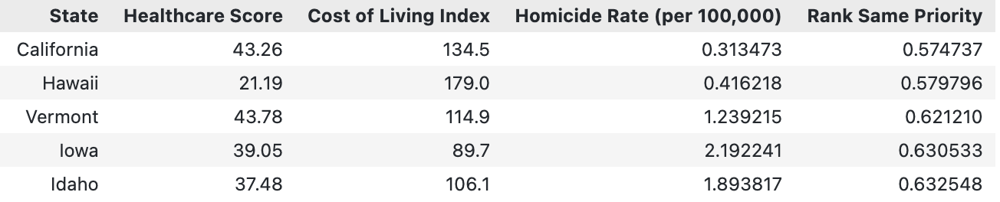 State Healthcare Score Cost of Living Index Homicide Rate (per 100,000) Rank Same Priority
California 43.26 134.5 0.313473 0.574737
Hawaii 21.19 179.0 0.416218 0.579796
Vermont 43.78 114.9 1.239215 0.621210
Iowa 39.05 89.7 2.192241 0.630533
Idaho 37.48 106.1 1.893817 0.632548